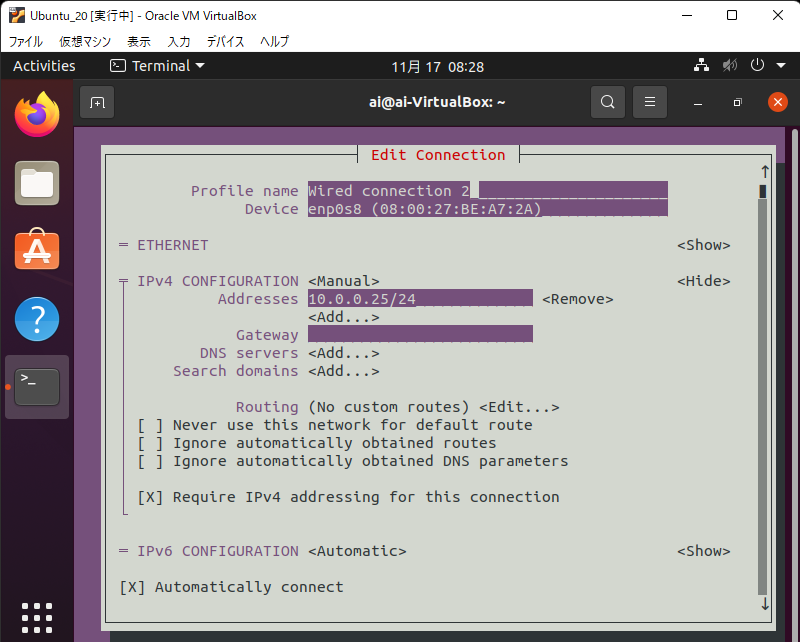 Ubuntu_20 [実行中] - Oracle VM VirtualBox
ファイル 仮想マシン 表示 入力 デバイス ヘルプ
Activities Terminal 11月 17 08:28
ai@ai-VirtualBox: ~
Edit Connection
Profile name Wired connection 2
Device enp0s8 (08:00:27:BE:A7:2A)
= ETHERNET <Show>
IPv4 CONFIGURATION <Manual> <Hide>
Addresses 10.0.0.25/24 <Remove>
<Add...>
Gateway
DNS servers <Add...>
Search domains <Add...>
Routing (No custom routes) <Edit...>
[ ] Never use this network for default route
[ ] Ignore automatically obtained routes
[ ] Ignore automatically obtained DNS parameters
[X] Require IPv4 addressing for this connection
= IPv6 CONFIGURATION <Automatic> <Show>
[X] Automatically connect